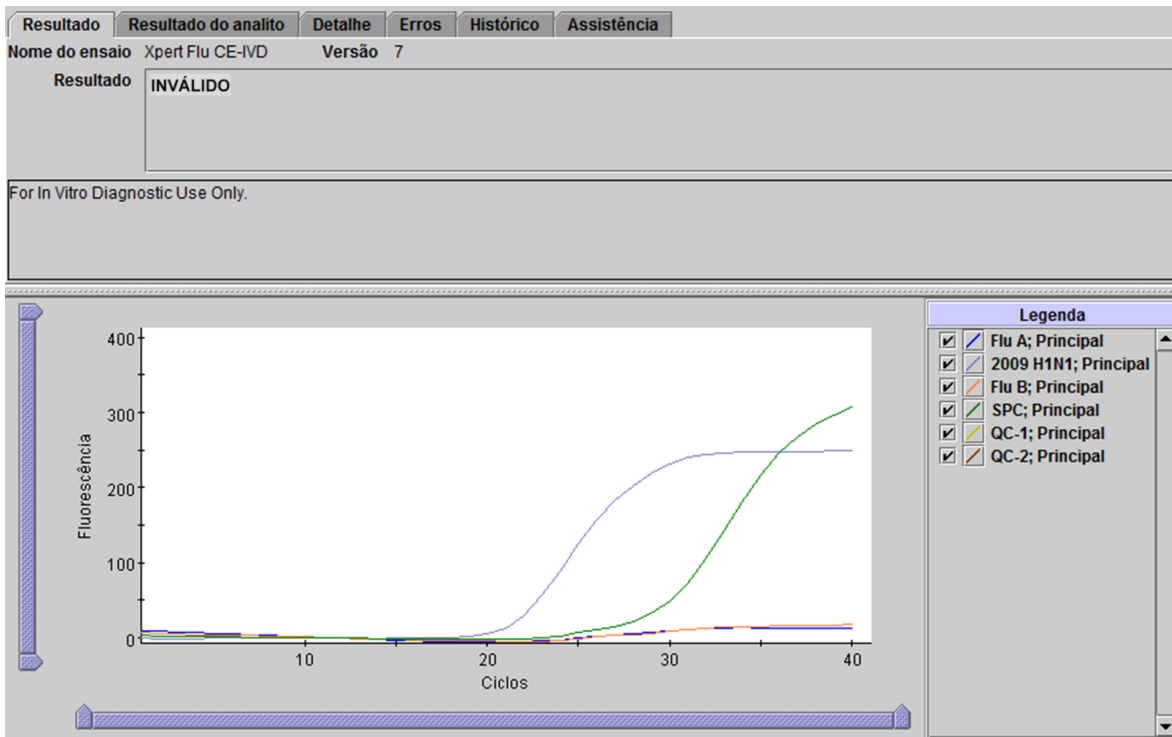 Resultado Resultado do analito Detalhe Erros Histórico Assistência
Nome do ensaio Xpert Flu CE-IVD Versão 7
Resultado INVÁLIDO
For In Vitro Diagnostic Use Only.
400
300
200
100
0
Fluorescência
10 20 30 40
Ciclos
Legenda
Flu A; Principal
2009 H1N1; Principal
Flu B; Principal
SPC; Principal
QC-1; Principal
QC-2; Principal